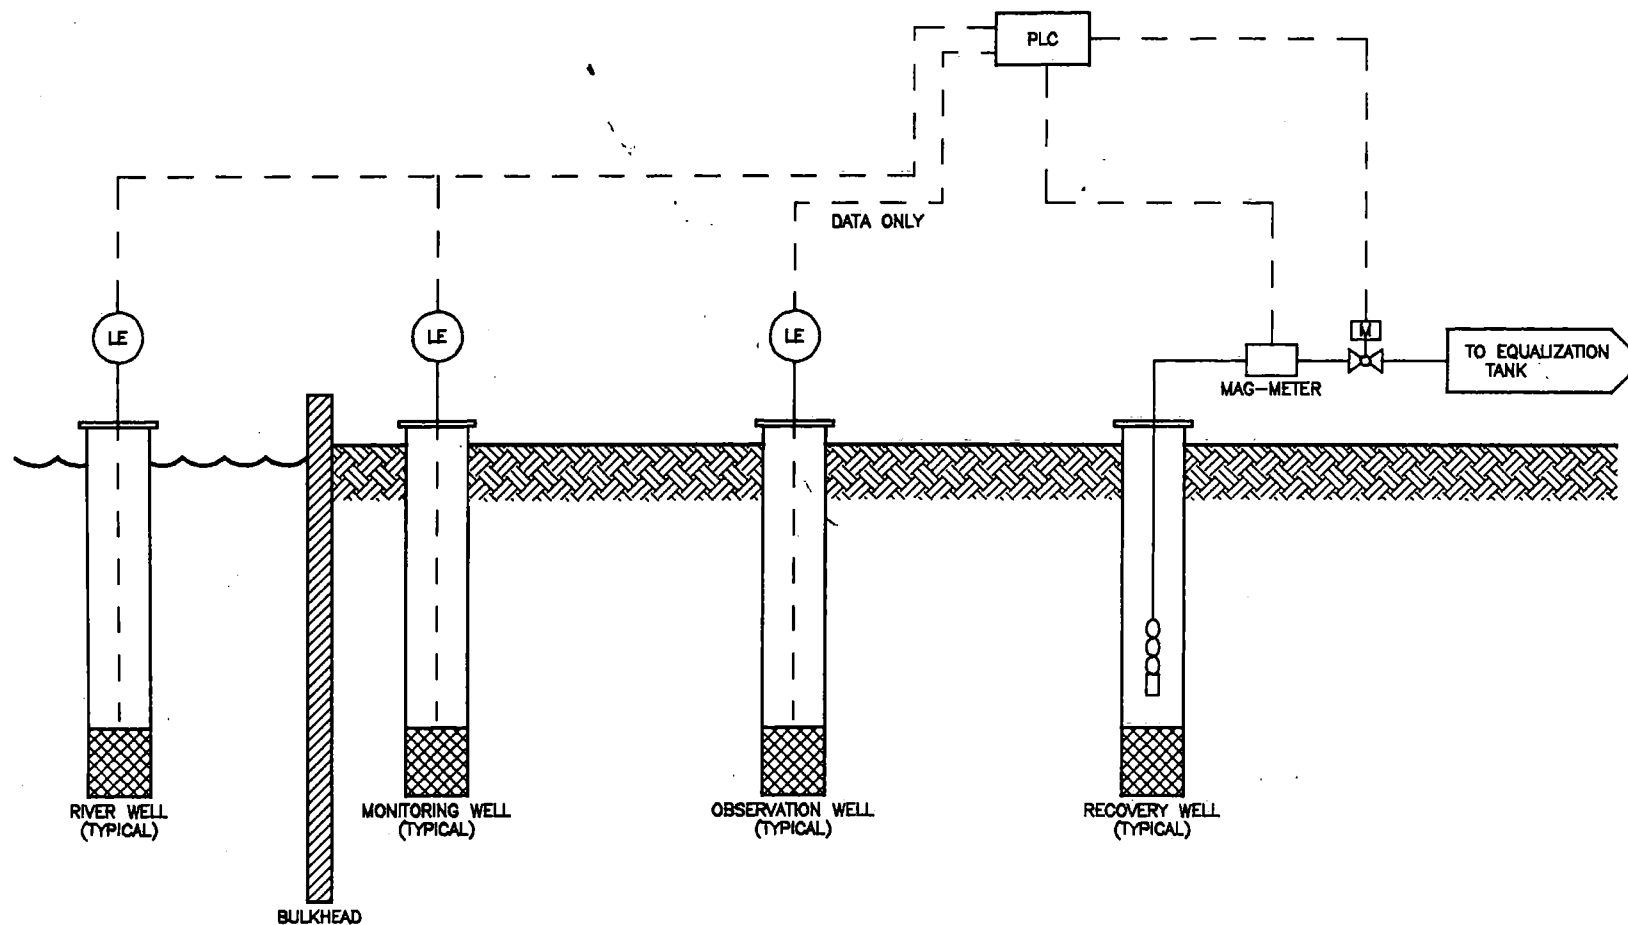 PLC
DATA ONLY
LE
LE
LE
M
TO EQUALIZATION
TANK
MAG-METER
RIVER WELL
(TYPICAL)
MONITORING WELL
(TYPICAL)
OBSERVATION WELL
(TYPICAL)
RECOVERY WELL
(TYPICAL)
BULKHEAD